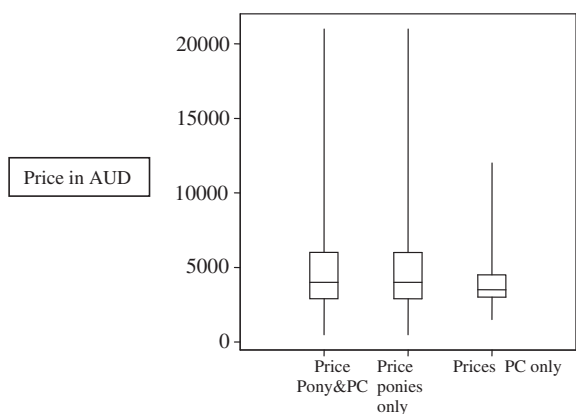 20000
15000
Price in AUD
10000
5000
0
Price
Pony&PC
Price
ponies
only
Prices PC only